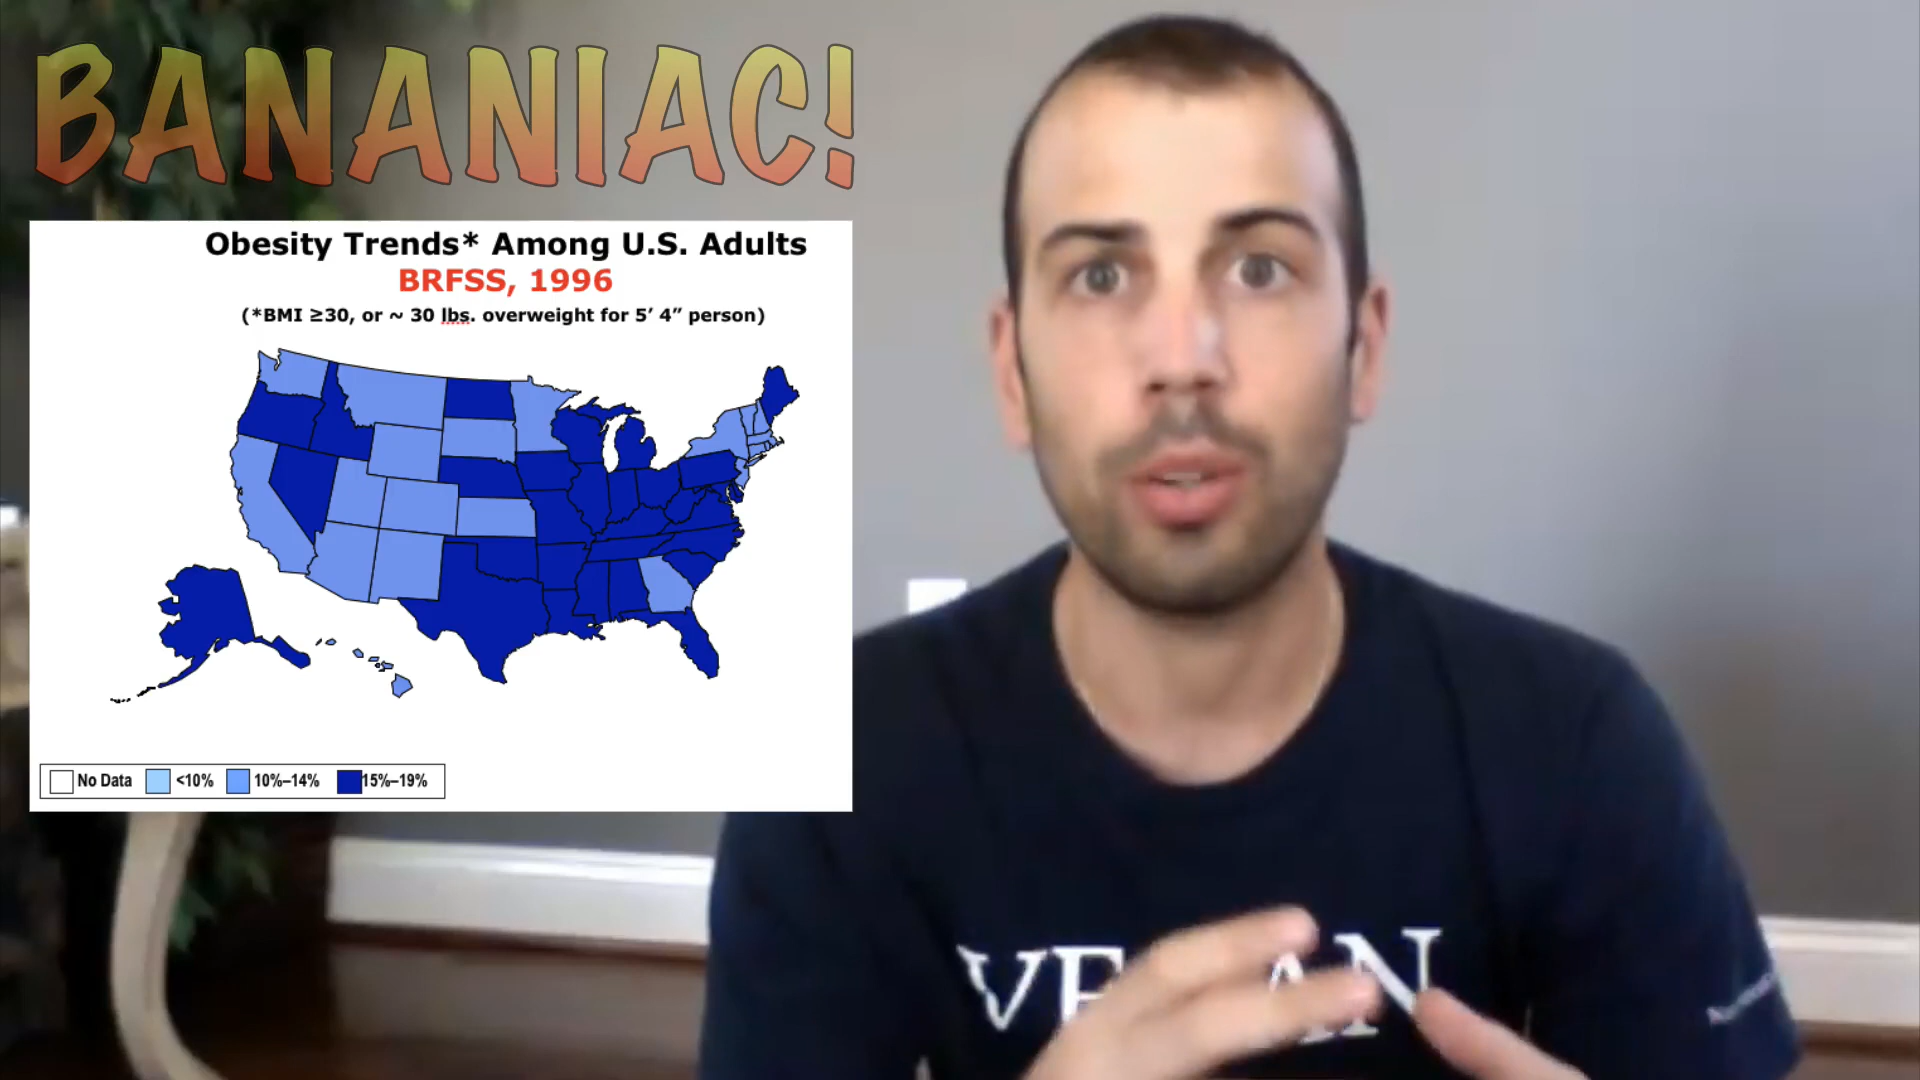 BANANIAC!
Obesity Trends* Among U.S. Adults
BRFSS, 1996
(*BMI ≥30, or ~ 30 lbs. overweight for 5’ 4” person)
No Data <10% 10%–14% 15%–19%